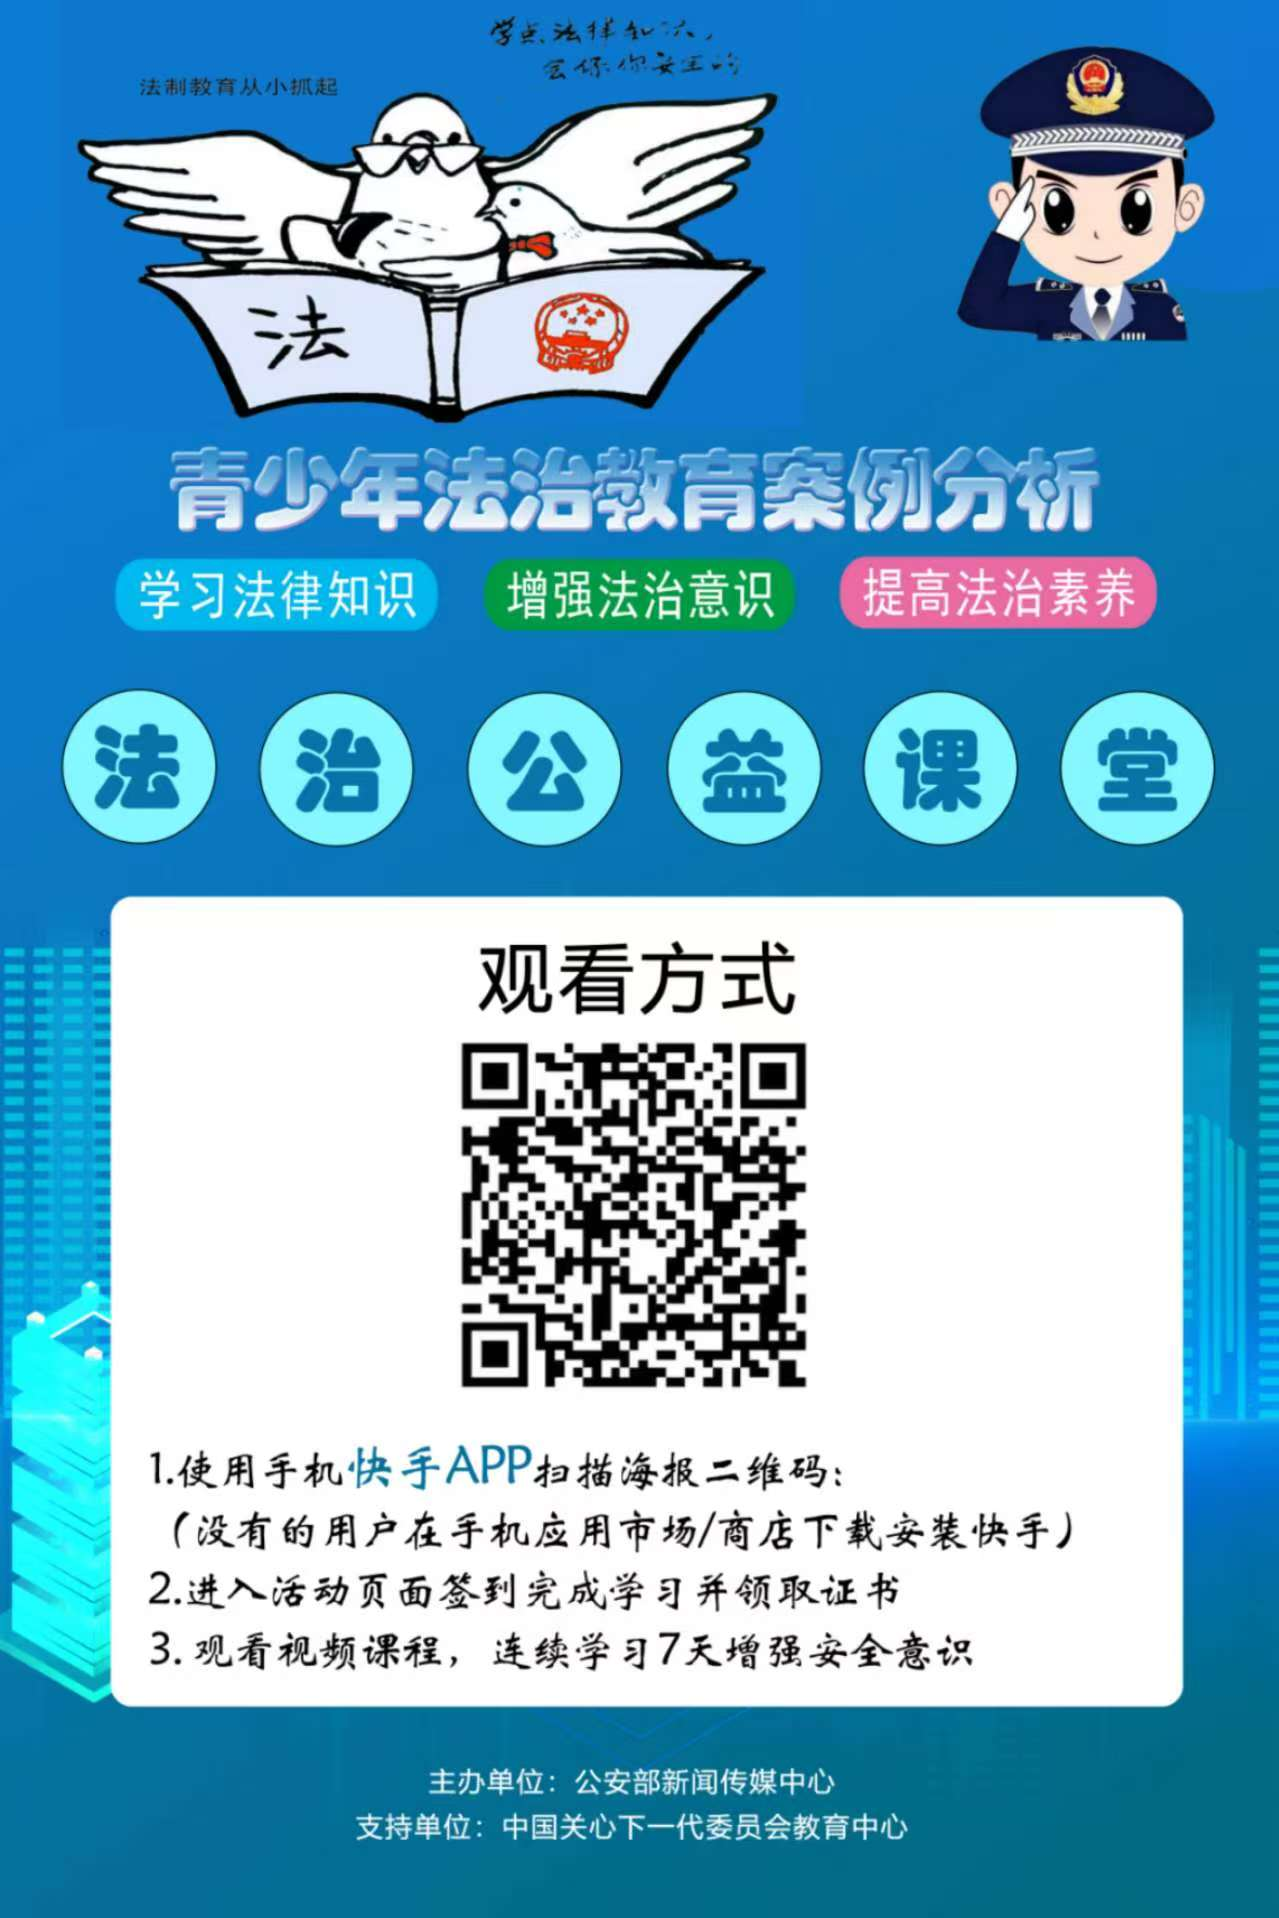 学点法律知识，
会保你安全的
法制教育从小抓起
法
青少年法治教育案例分析
学习法律知识 增强法治意识 提高法治素养
法治公益课堂
观看方式
1.使用手机快手APP扫描海报二维码：
（没有的用户在手机应用市场/商店下载安装快手）
2.进入活动页面签到完成学习并领取证书
3.观看视频课程，连续学习7天增强安全意识
主办单位：公安部新闻传媒中心
支持单位：中国关心下一代委员会教育中心